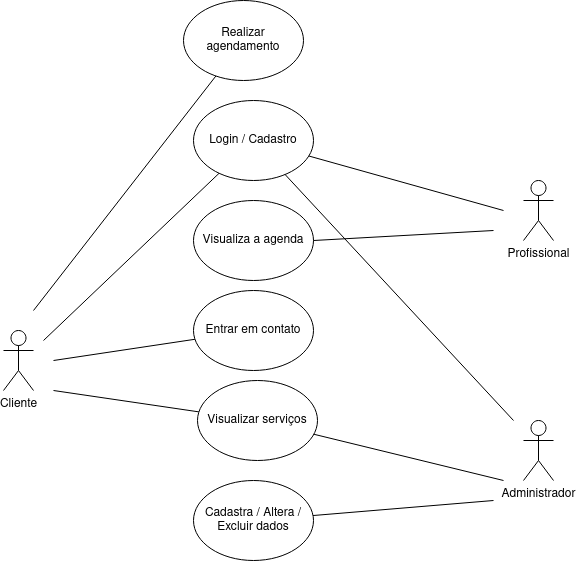 Realizar
agendamento
Login / Cadastro
Visualiza a agenda
Profissional
Entrar em contato
Cliente
Visualizar serviços
Administrador
Cadastra / Altera /
Excluir dados